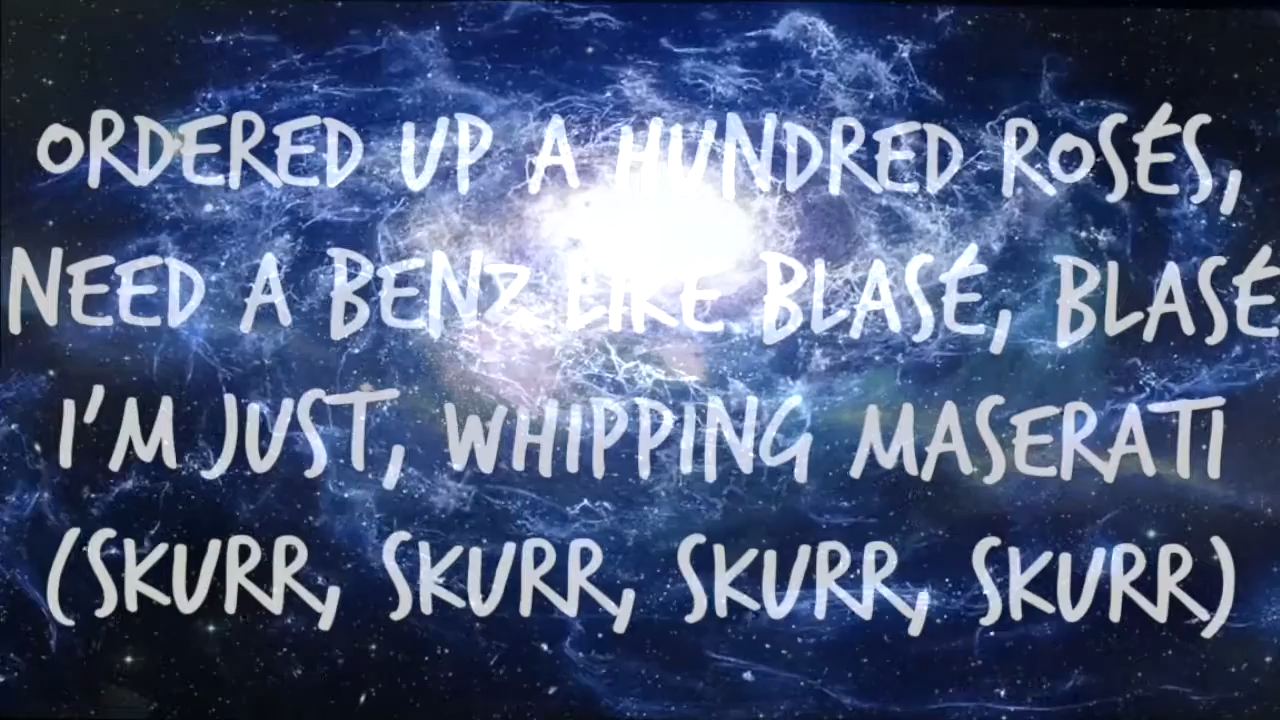 ORDERED UP A HUNDRED ROSÉS,
NEED A BENZ LIKE BLASÉ, BLASÉ
I'M JUST, WHIPPING MASERATI
(SKURR, SKURR, SKURR, SKURR)